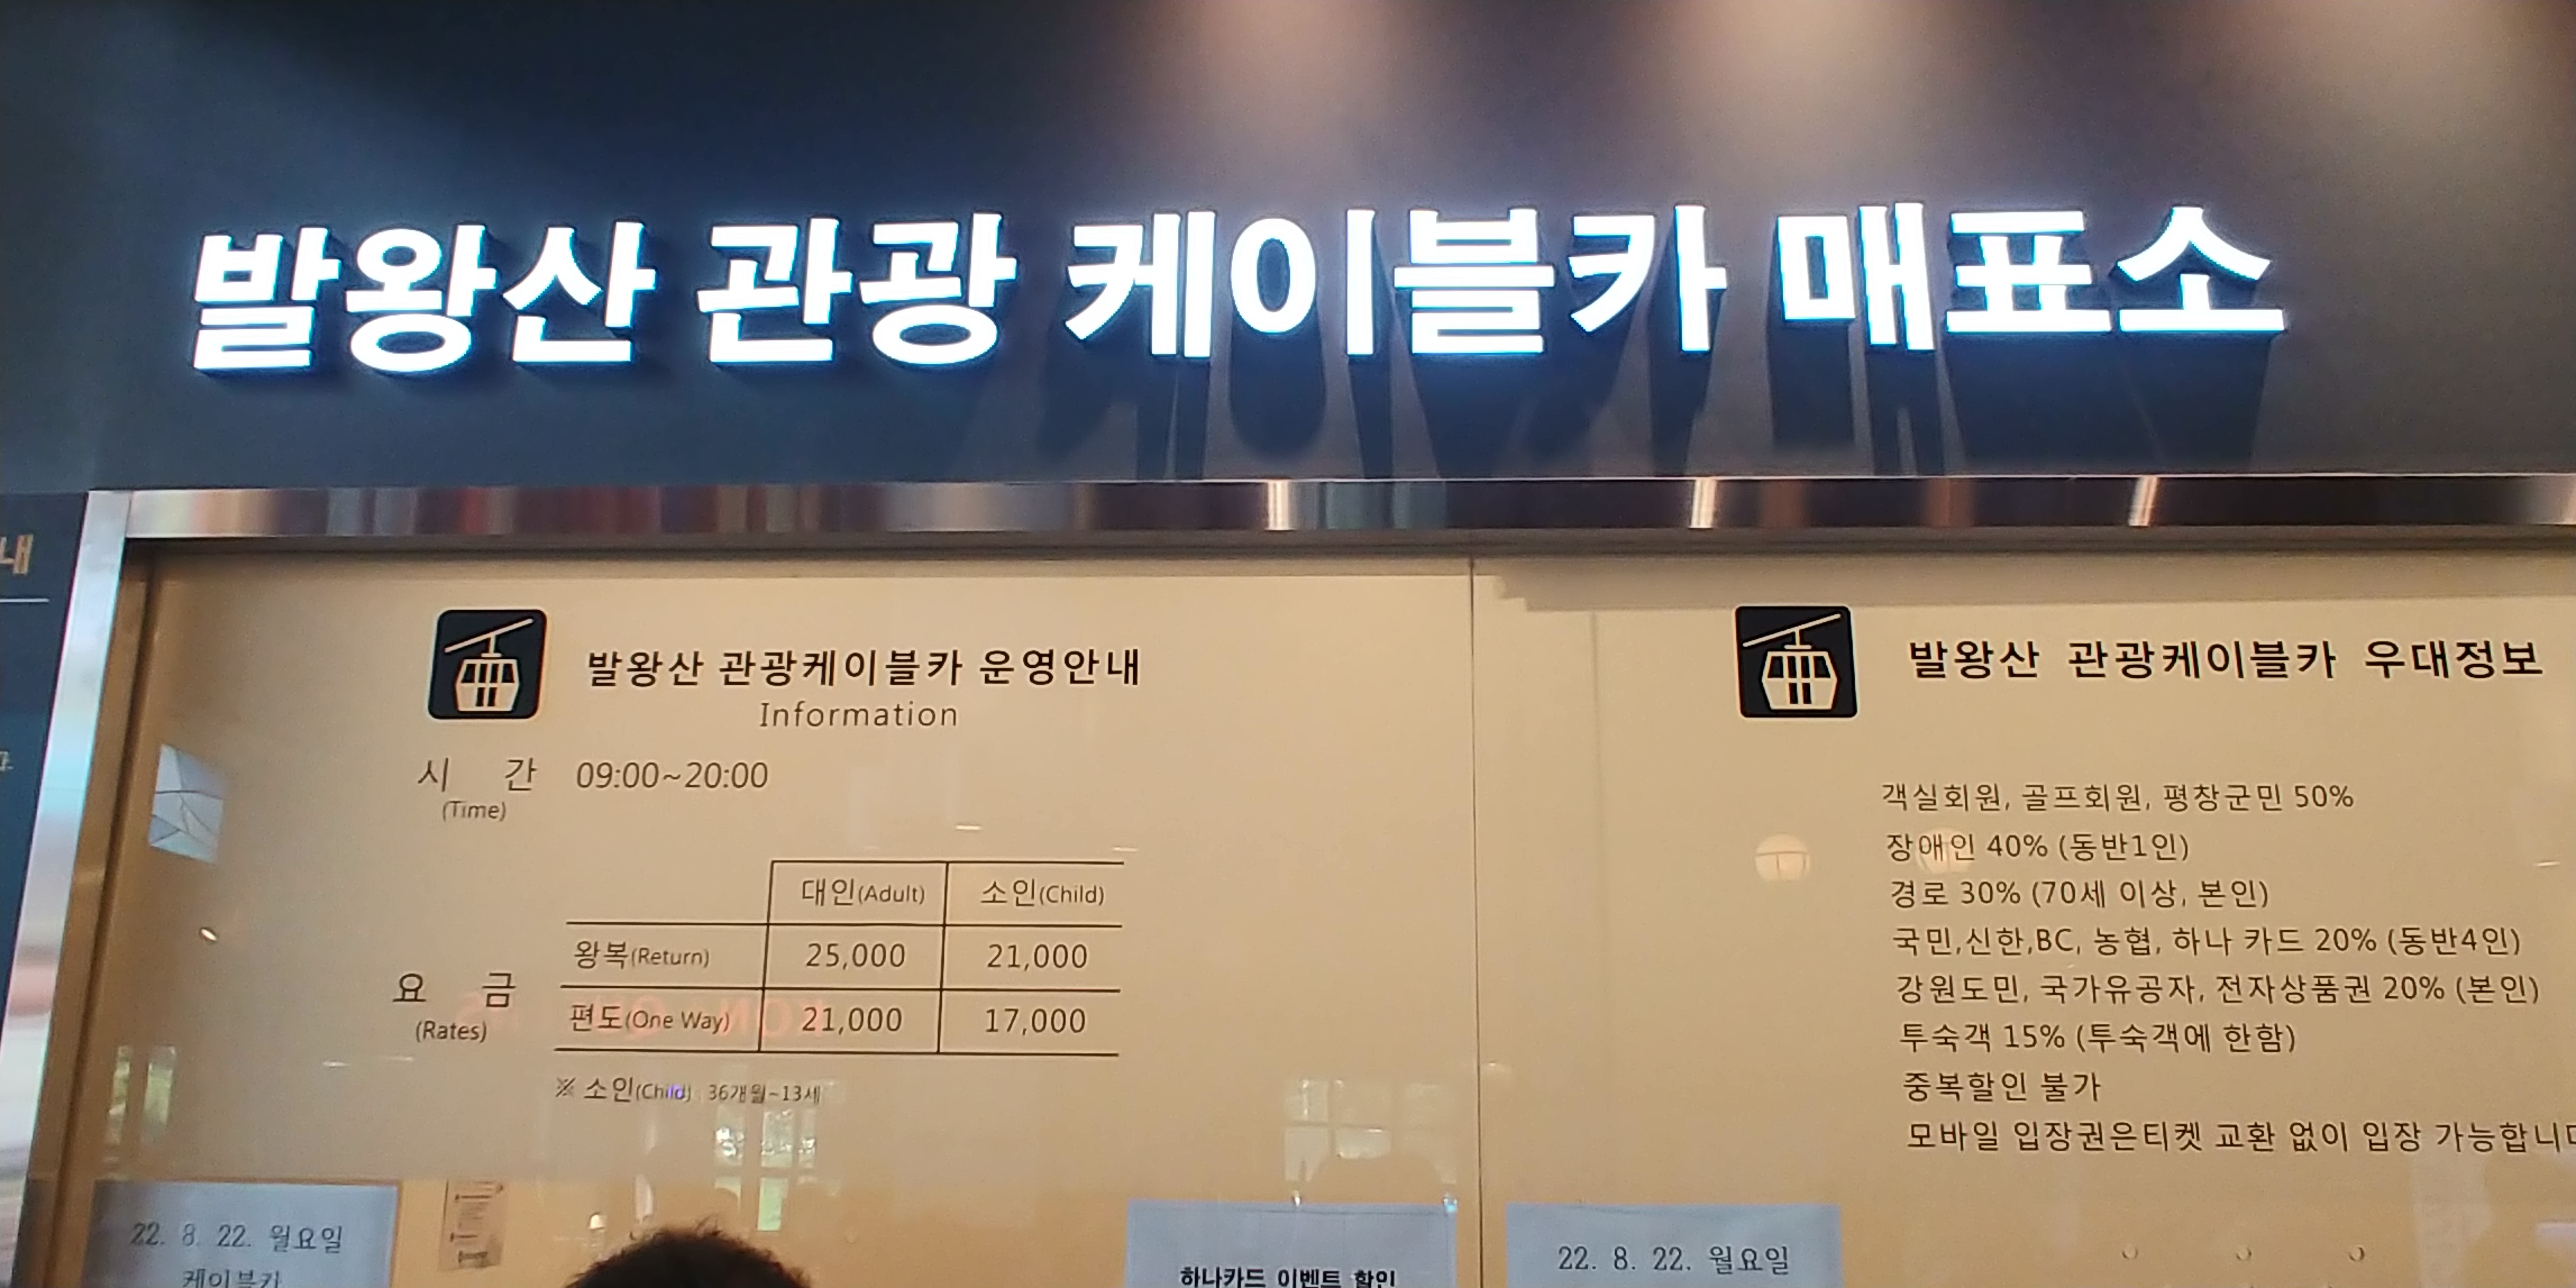 발왕산 관광 케이블카 매표소
내
발왕산 관광케이블카 운영안내
Information
시 간 09:00~20:00
(Time)
대인(Adult) 소인(Child)
왕복(Return) 25,000 21,000
요 금
(Rates)
편도(One Way) 21,000 17,000
※ 소인(Child) 36개월~13세
22. 8. 22. 월요일
케이블카
하나카드 이벤트 할인
발왕산 관광케이블카 우대정보
객실회원, 골프회원, 평창군민 50%
장애인 40% (동반1인)
경로 30% (70세 이상, 본인)
국민,신한,BC, 농협, 하나 카드 20% (동반4인)
강원도민, 국가유공자, 전자상품권 20% (본인)
투숙객 15% (투숙객에 한함)
중복할인 불가
모바일 입장권은티켓 교환 없이 입장 가능합니
22. 8. 22. 월요일